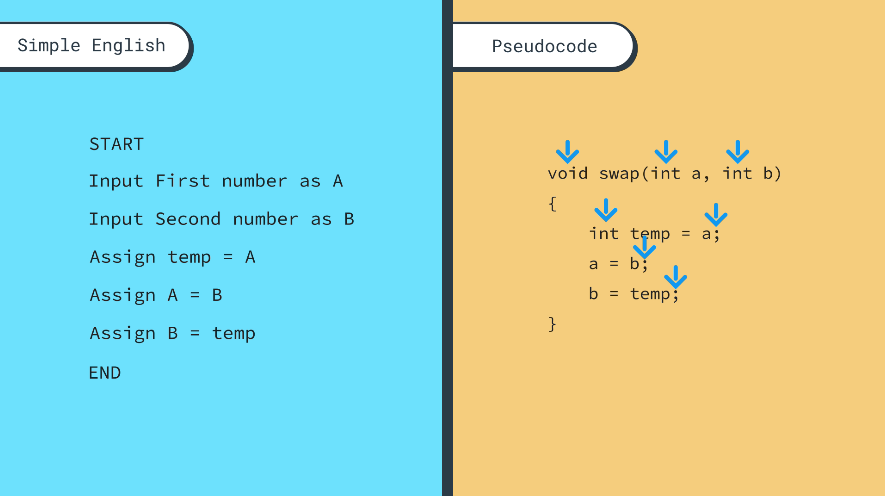 Simple English
START
Input First number as A
Input Second number as B
Assign temp = A
Assign A = B
Assign B = temp
END
Pseudocode
void swap(int a, int b)
{
    int temp = a;
    a = b;
    b = temp;
}